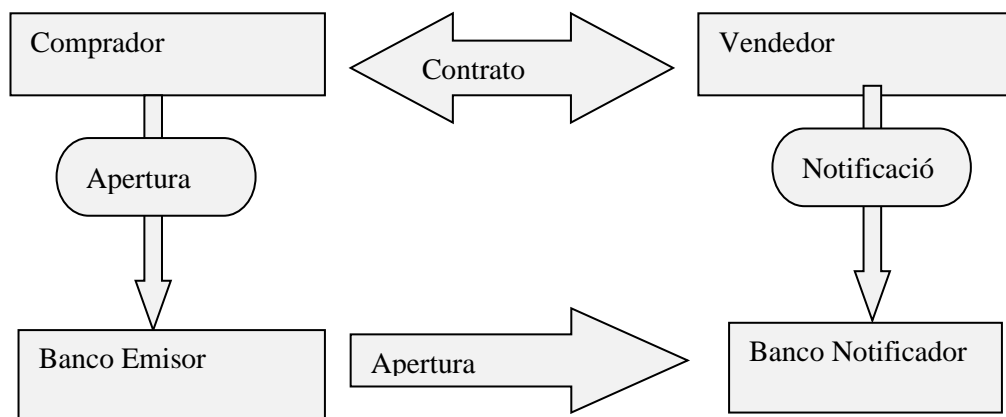 Comprador
Contrato
Vendedor
Apertura
Notificació
Banco Emisor
Apertura
Banco Notificador